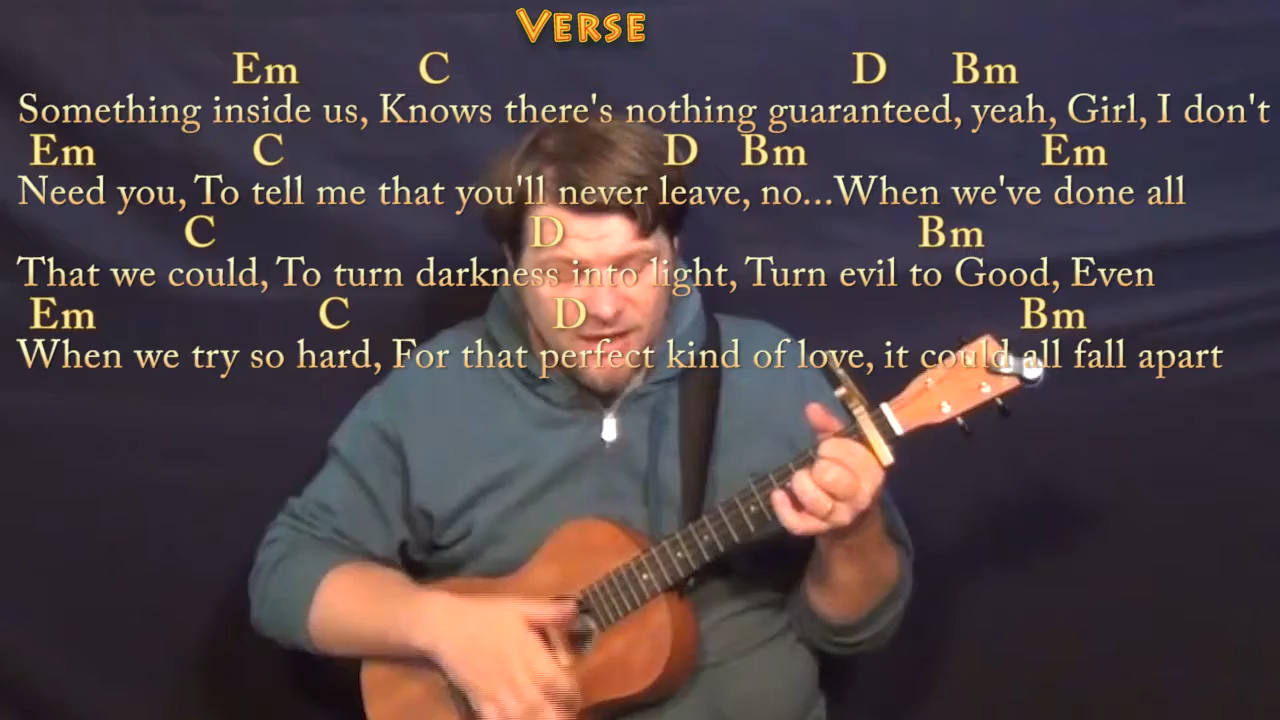 VERSE
Em C D Bm
Something inside us, Knows there's nothing guaranteed, yeah, Girl, I don't
Em C D Bm Em
Need you, To tell me that you'll never leave, no...When we've done all
C D Bm
That we could, To turn darkness into light, Turn evil to Good, Even
Em C D Bm
When we try so hard, For that perfect kind of love, it could all fall apart